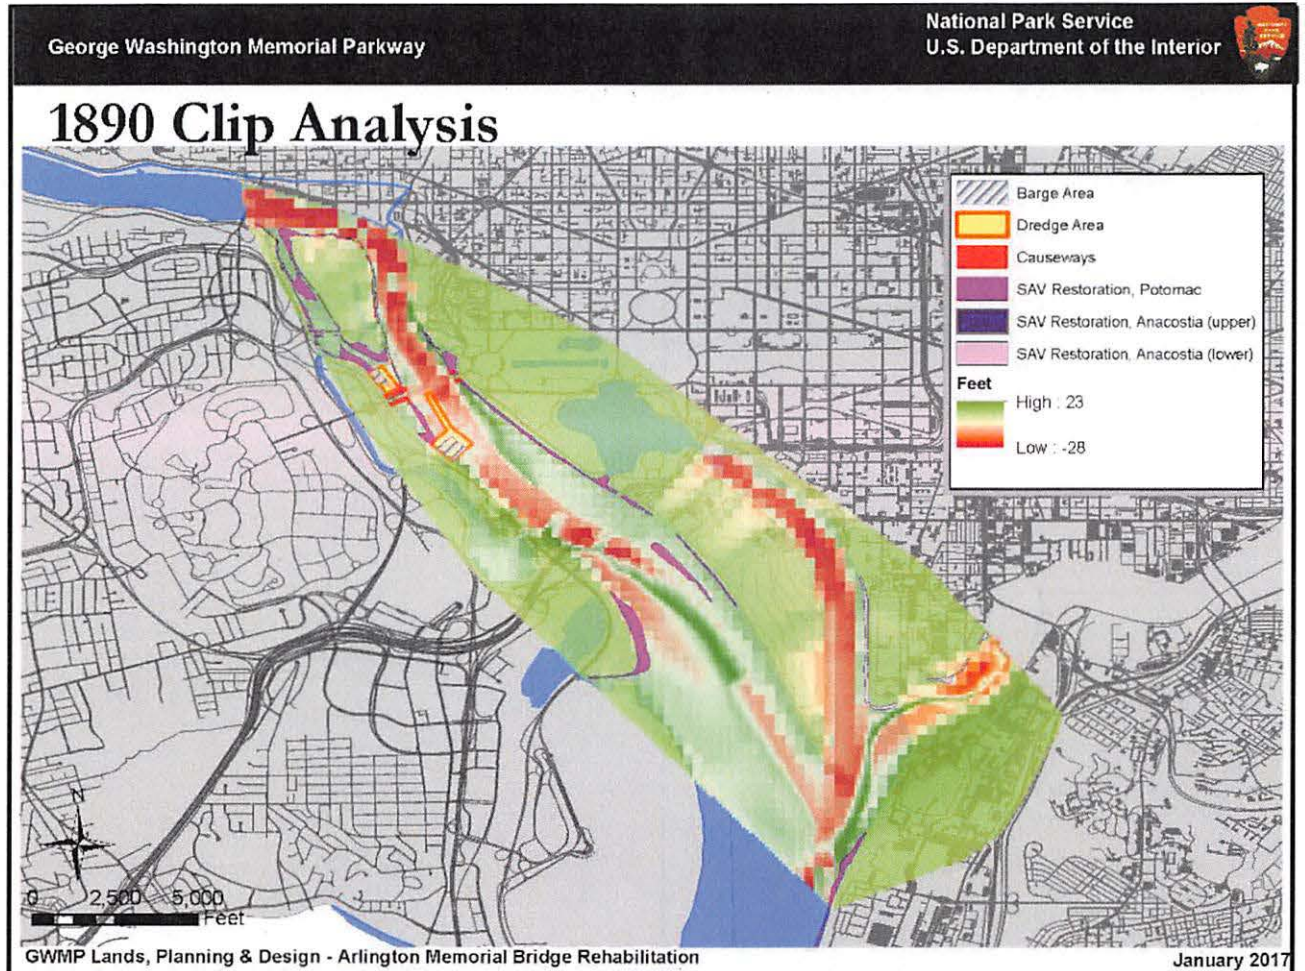 George Washington Memorial Parkway
National Park Service
U.S. Department of the Interior
1890 Clip Analysis
Barge Area
Dredge Area
Causeways
SAV Restoration, Potomac
SAV Restoration, Anacostia (upper)
SAV Restoration, Anacostia (lower)
Feet
High : 23
Low : -28
N
0 2,500 5,000
Feet
GWMP Lands, Planning & Design - Arlington Memorial Bridge Rehabilitation
January 2017